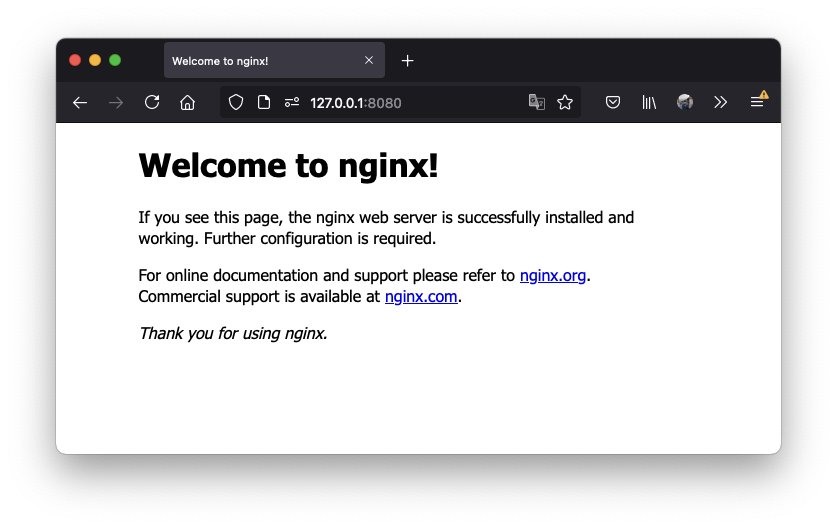 Welcome to nginx!
127.0.0.1:8080
Welcome to nginx!
If you see this page, the nginx web server is successfully installed and
working. Further configuration is required.
For online documentation and support please refer to nginx.org.
Commercial support is available at nginx.com.
Thank you for using nginx.